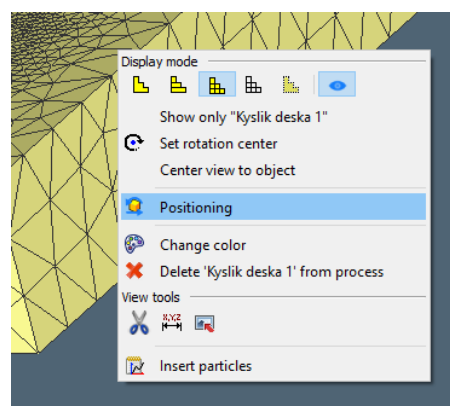 Display mode
Show only "Kyslik deska 1"
Set rotation center
Center view to object
Positioning
Change color
Delete 'Kyslik deska 1' from process
View tools
X,Y,Z
Insert particles